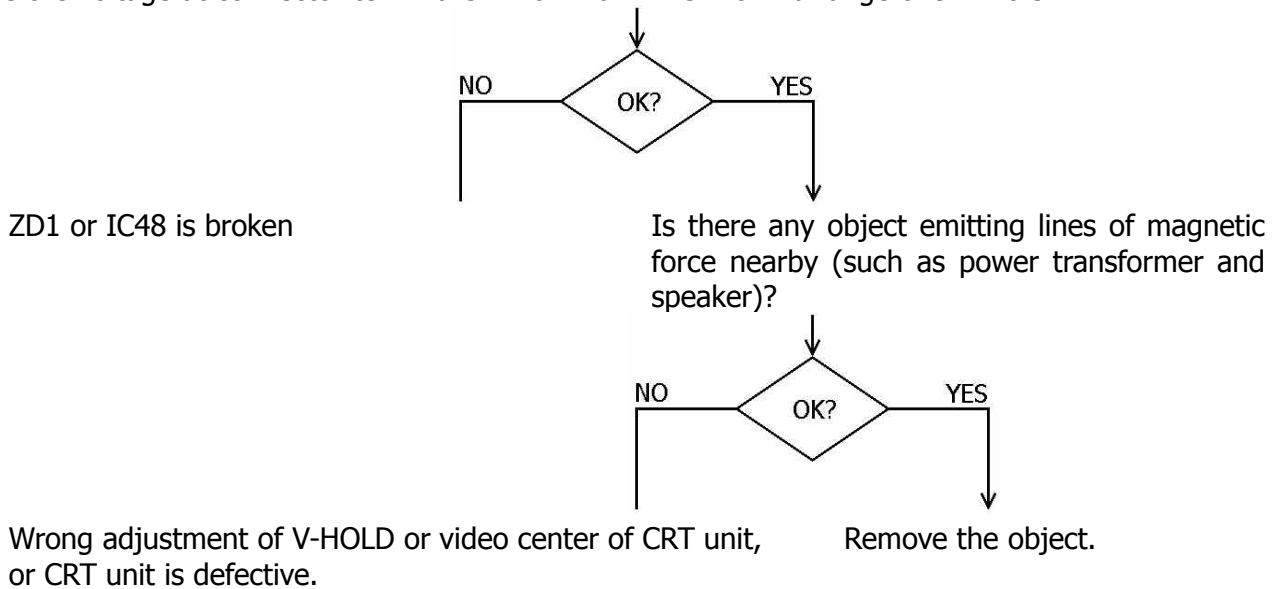 NO
OK?
YES
ZD1 or IC48 is broken
Is there any object emitting lines of magnetic
force nearby (such as power transformer and
speaker)?
NO
OK?
YES
Wrong adjustment of V-HOLD or video center of CRT unit,
or CRT unit is defective.
Remove the object.